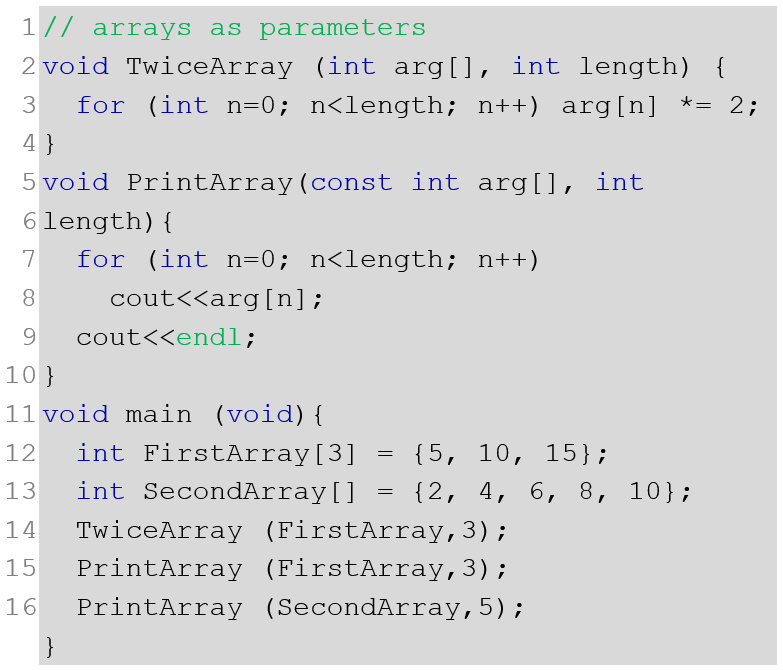 1 // arrays as parameters
2 void TwiceArray (int arg[], int length) {
3   for (int n=0; n<length; n++) arg[n] *= 2;
4 }
5 void PrintArray(const int arg[], int
6 length){
7   for (int n=0; n<length; n++)
8     cout<<arg[n];
9   cout<<endl;
10 }
11 void main (void){
12   int FirstArray[3] = {5, 10, 15};
13   int SecondArray[] = {2, 4, 6, 8, 10};
14   TwiceArray (FirstArray,3);
15   PrintArray (FirstArray,3);
16   PrintArray (SecondArray,5);
}